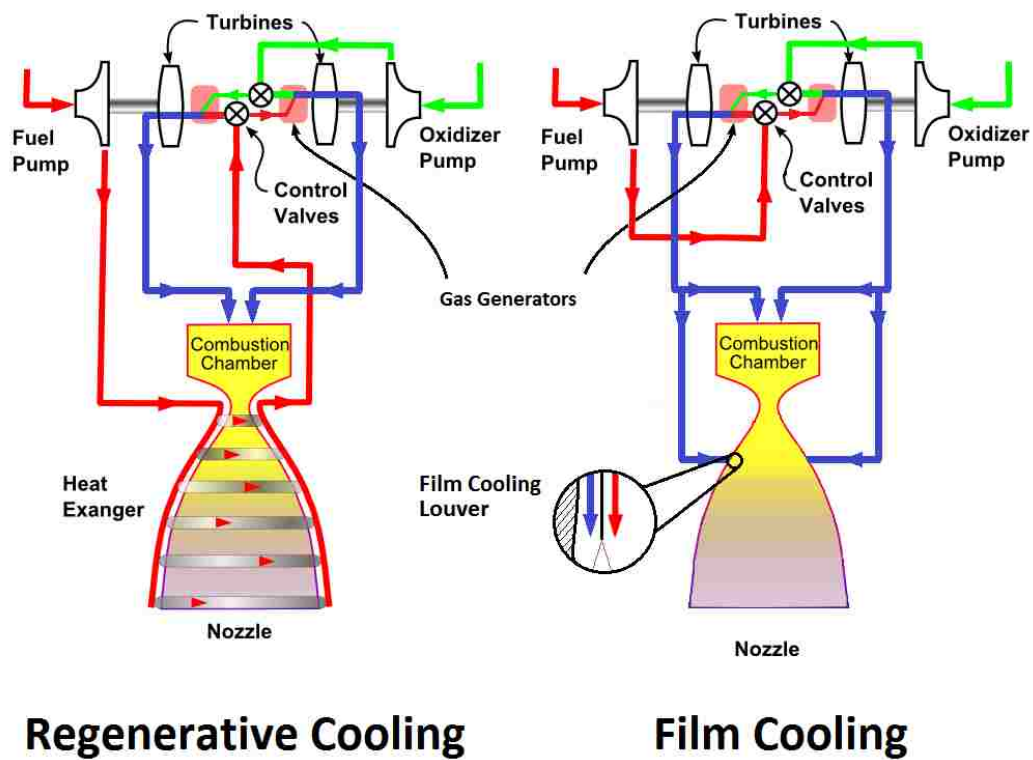 Turbines
Fuel
Pump
Oxidizer
Pump
Control
Valves
Gas Generators
Combustion
Chamber
Heat
Exanger
Nozzle
Regenerative Cooling
Turbines
Fuel
Pump
Oxidizer
Pump
Control
Valves
Combustion
Chamber
Film Cooling
Louver
Nozzle
Film Cooling